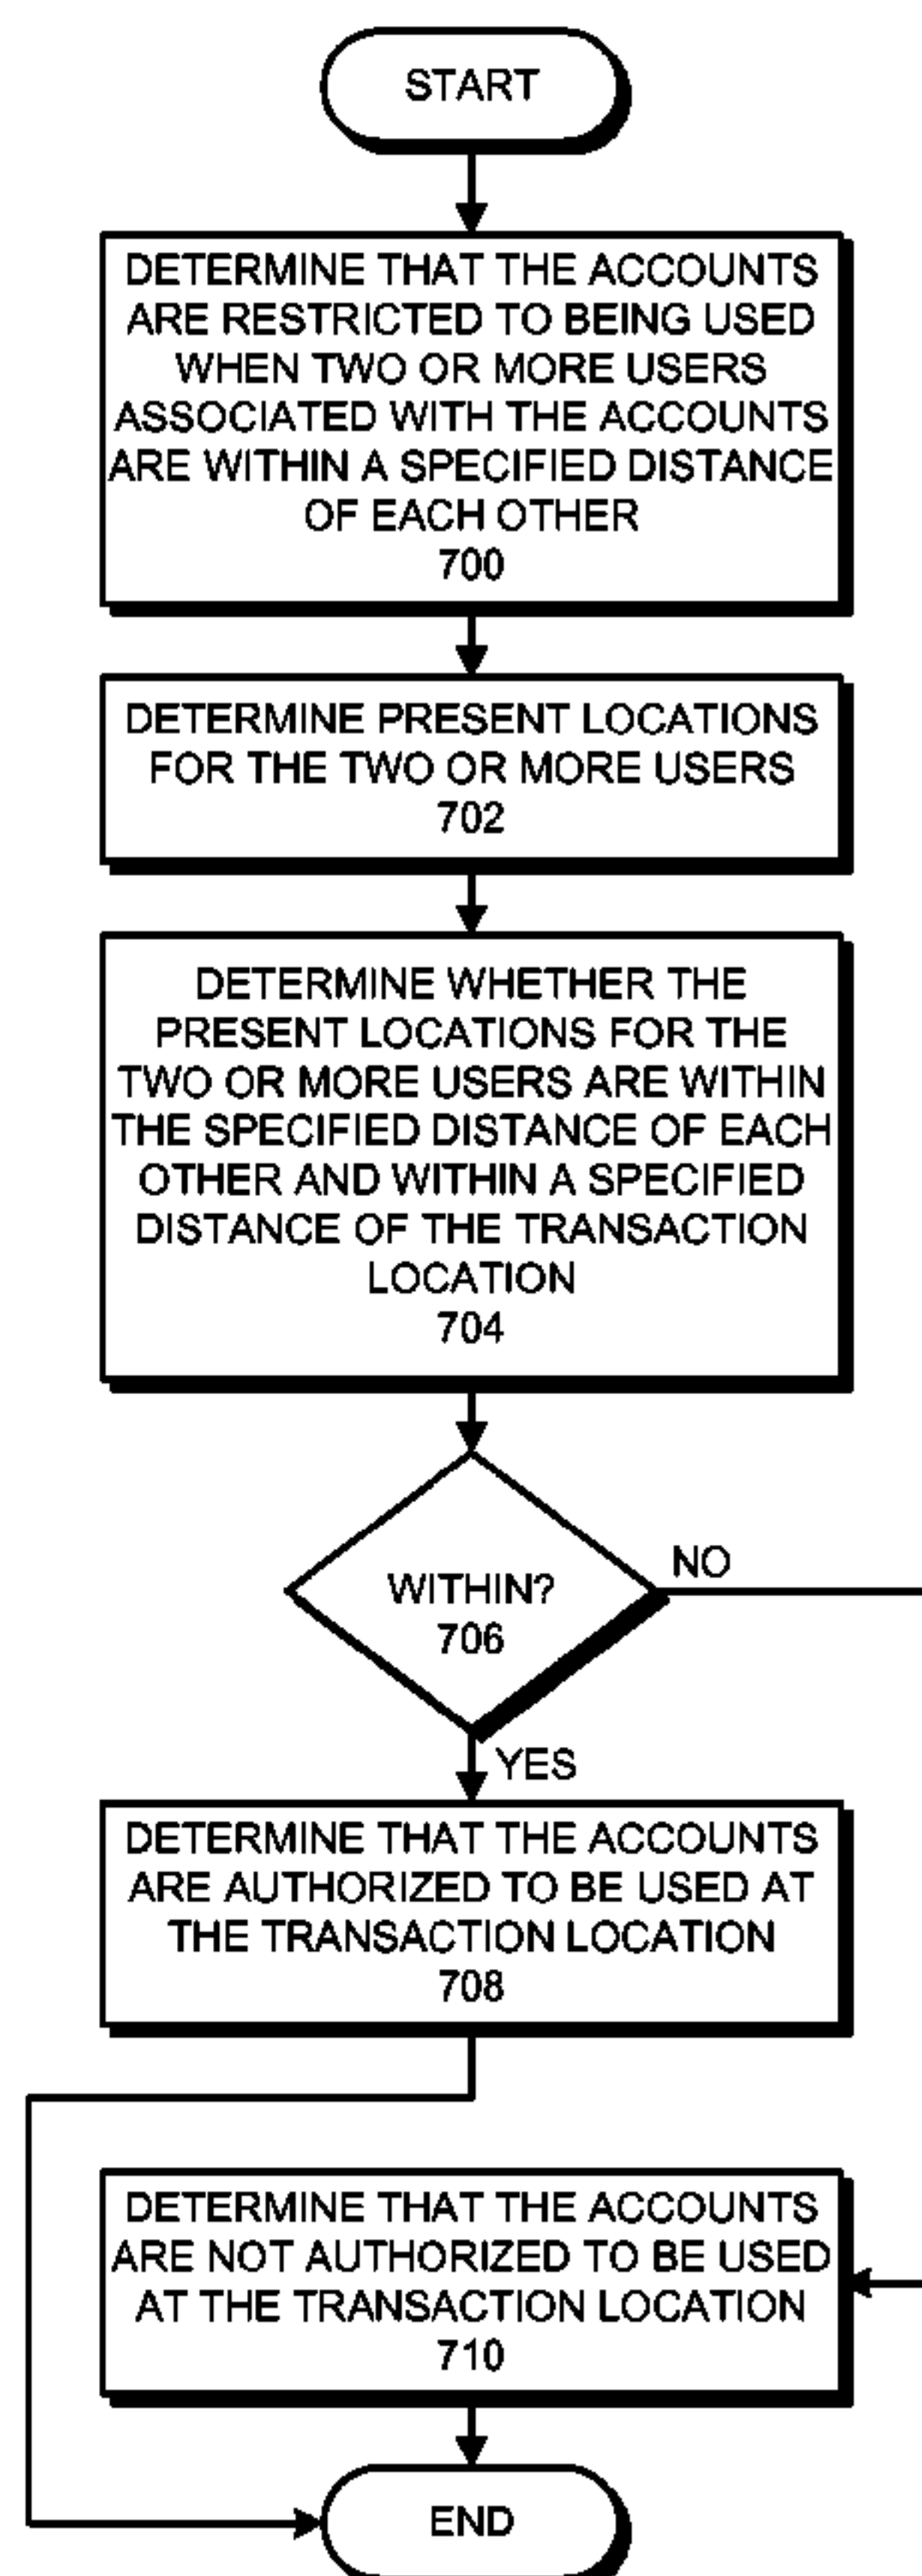 START
DETERMINE THAT THE ACCOUNTS
ARE RESTRICTED TO BEING USED
WHEN TWO OR MORE USERS
ASSOCIATED WITH THE ACCOUNTS
ARE WITHIN A SPECIFIED DISTANCE
OF EACH OTHER
700
DETERMINE PRESENT LOCATIONS
FOR THE TWO OR MORE USERS
702
DETERMINE WHETHER THE
PRESENT LOCATIONS FOR THE
TWO OR MORE USERS ARE WITHIN
THE SPECIFIED DISTANCE OF EACH
OTHER AND WITHIN A SPECIFIED
DISTANCE OF THE TRANSACTION
LOCATION
704
NO
WITHIN?
706
YES
DETERMINE THAT THE ACCOUNTS
ARE AUTHORIZED TO BE USED AT
THE TRANSACTION LOCATION
708
DETERMINE THAT THE ACCOUNTS
ARE NOT AUTHORIZED TO BE USED
AT THE TRANSACTION LOCATION
710
END